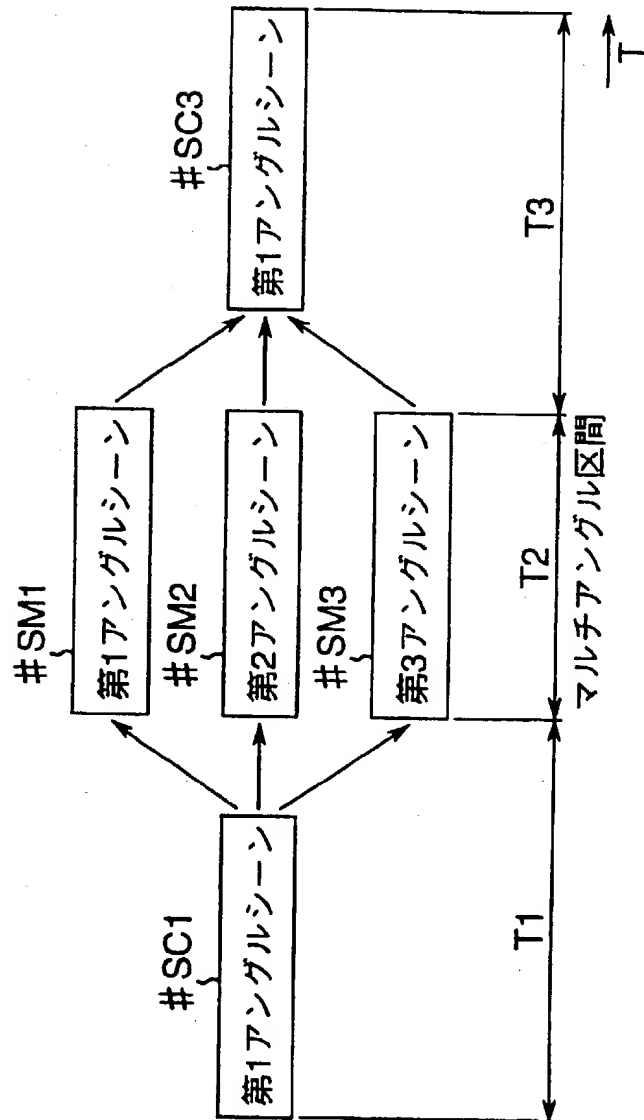 #SC1
第1アングルシーン
#SM1
第1アングルシーン
#SM2
第2アングルシーン
#SM3
第3アングルシーン
#SC3
第1アングルシーン
T1
T2
T3
マルチアングル区間
T